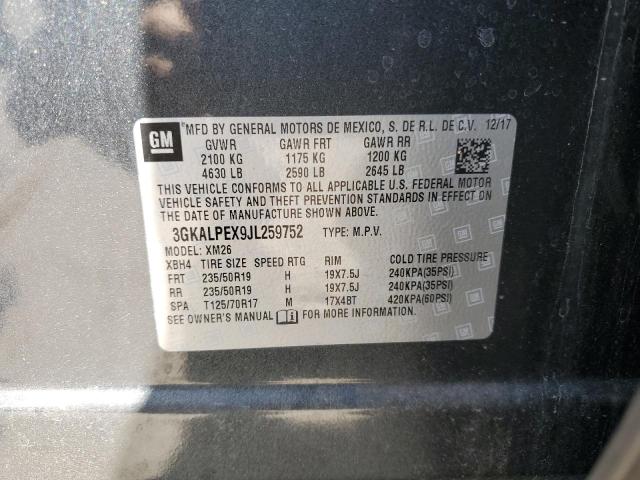 GM
MFD BY GENERAL MOTORS DE MEXICO, S. DE R.L. DE C.V. 12/17
GVWR GAWR FRT GAWR RR
2100 KG 1175 KG 1200 KG
4630 LB 2590 LB 2645 LB
THIS VEHICLE CONFORMS TO ALL APPLICABLE U.S. FEDERAL MOTOR
VEHICLE SAFETY AND THEFT PREVENTION STANDARDS IN EFFECT ON
DATE OF MANUFACTURE SHOWN ABOVE.
3GKALPEX9JL259752 TYPE: M.P.V.
MODEL: XM26
XBH4 TIRE SIZE SPEED RTG RIM COLD TIRE PRESSURE
FRT 235/50R19 H 19X7.5J 240KPA(35PSI)
RR 235/50R19 H 19X7.5J 240KPA(35PSI)
SPA T125/70R17 M 17X4BT 420KPA(60PSI)
SEE OWNER'S MANUAL FOR MORE INFORMATION.